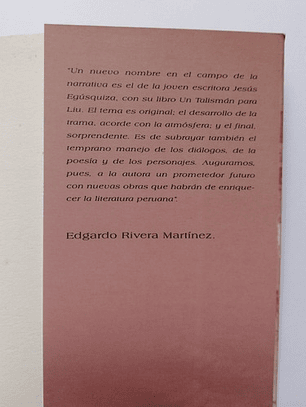 "Un nuevo nombre en el campo de la
narrativa es el de la joven escritora Jesús
Egúsquiza, con su libro Un Talismán para
Liu. El tema es original; el desarrollo de la
trama, acorde con la atmósfera; y el final,
sorprendente. Es de subrayar también el
temprano manejo de los diálogos, de la
poesía y de los personajes. Auguramos,
pues, a la autora un prometedor futuro
con nuevas obras que habrán de enrique-
cer la literatura peruana".
Edgardo Rivera Martínez.